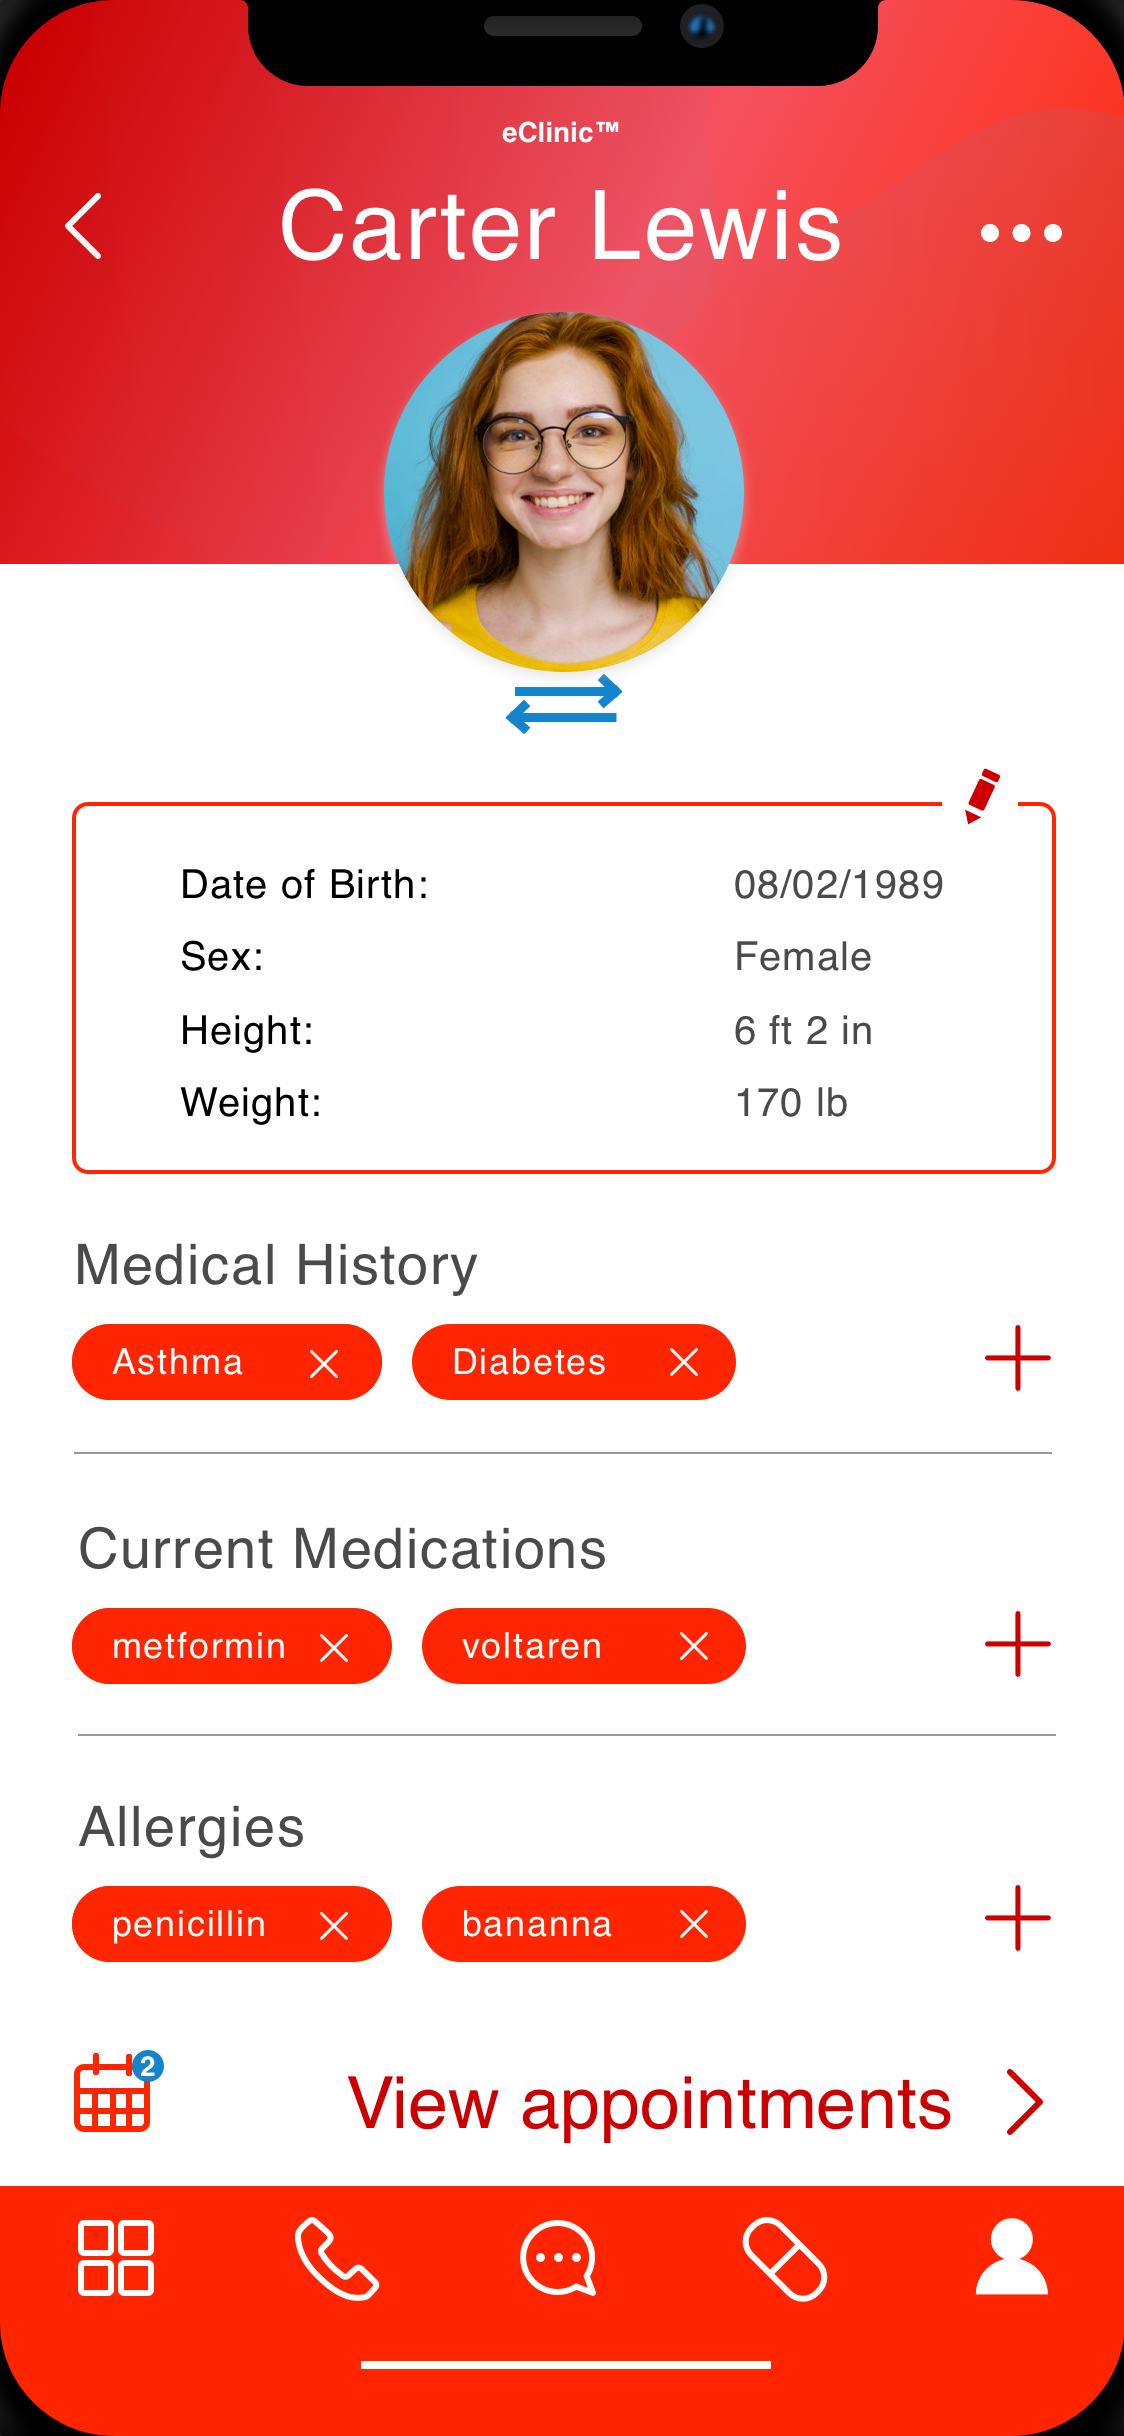 eClinic™
Carter Lewis
Date of Birth: 08/02/1989
Sex: Female
Height: 6 ft 2 in
Weight: 170 lb
Medical History
Asthma Diabetes
Current Medications
metformin voltaren
Allergies
penicillin bananna
2
View appointments